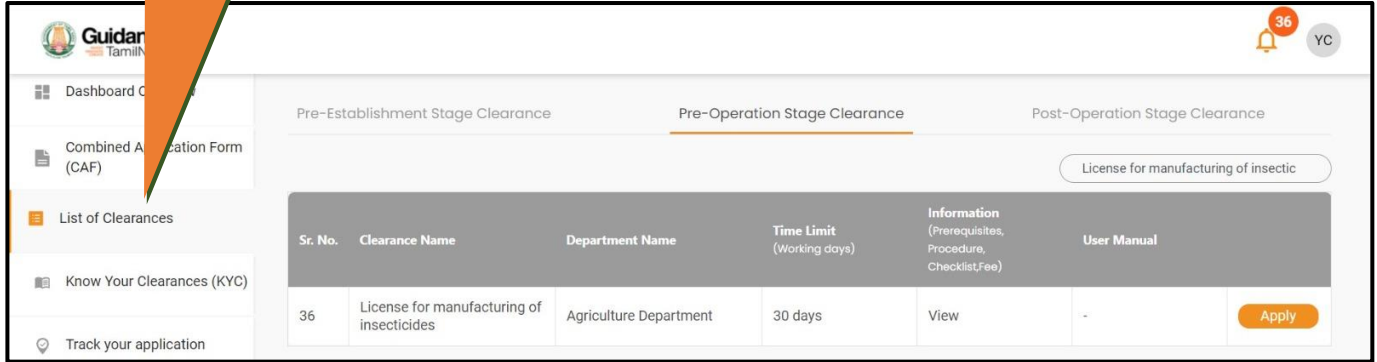 36
YC
Dashboard
Combined Application Form
(CAF)
List of Clearances
Know Your Clearances (KYC)
Track your application
Pre-Establishment Stage Clearance
Pre-Operation Stage Clearance
Post-Operation Stage Clearance
License for manufacturing of insectic
Sr. No.
Clearance Name
Department Name
Time Limit
(Working days)
Information
(Prerequisites,
Procedure,
Checklist,Fee)
User Manual
36
License for manufacturing of
insecticides
Agriculture Department
30 days
View
-
Apply